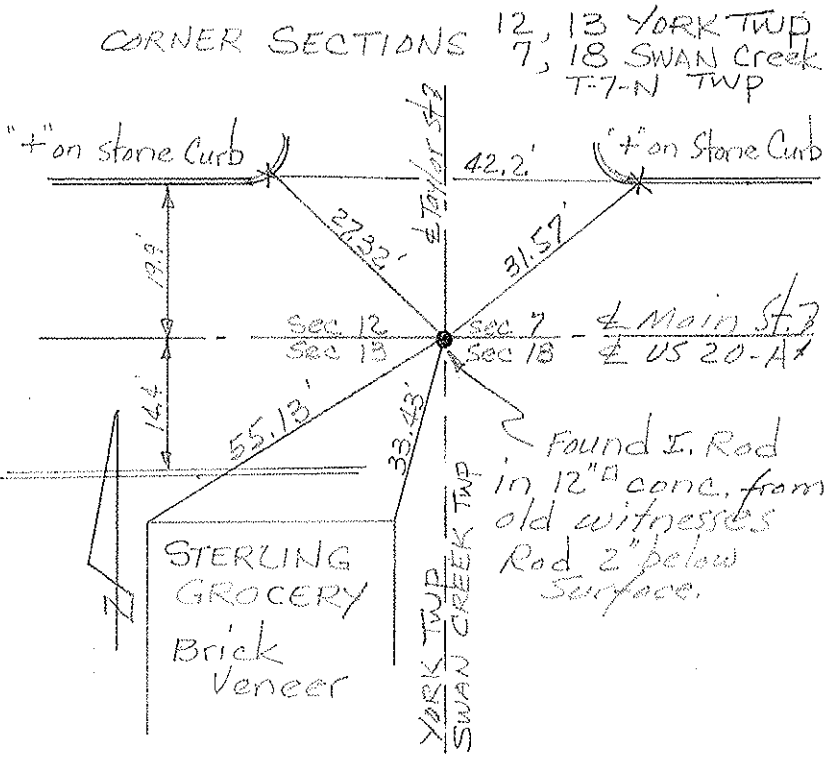 CORNER SECTIONS 12, 13 YORK TWP
7, 18 SWAN Creek
T-7-N TWP
"+" on stone Curb
℄ Taylor St?
42.2'
"+" on Stone Curb
27.32'
31.57'
19.9'
Sec 12
Sec 7
℄ Main St.?
Sec 13
Sec 18
℄ US 20-A
14.4'
55.13'
33.43'
Found I. Rod
in 12"□ conc. from
old witnesses
Rod 2" below
Surface.
STERLING
GROCERY
Brick
Veneer
YORK TWP
SWAN CREEK TWP